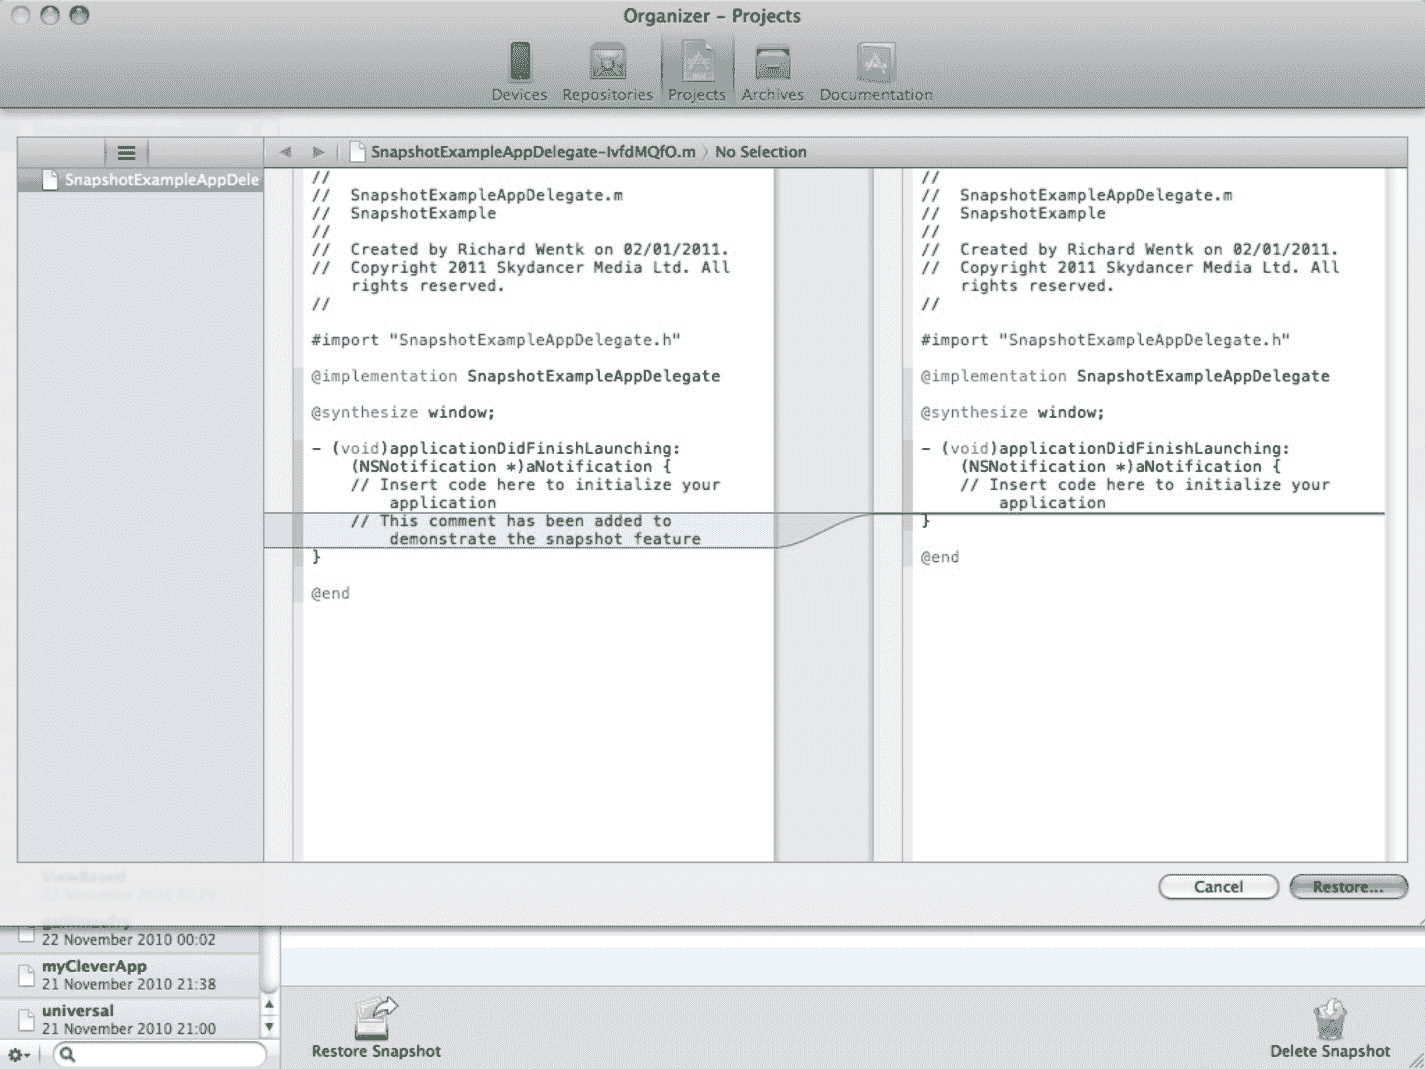 Organizer – Projects
Devices Repositories Projects Archives Documentation
SnapshotExampleAppDelegate-IvfdMQfO.m 〉 No Selection
SnapshotExampleAppDele
//
//  SnapshotExampleAppDelegate.m
//  SnapshotExample
//
//  Created by Richard Wentk on 02/01/2011.
//  Copyright 2011 Skydancer Media Ltd. All
rights reserved.
//
#import "SnapshotExampleAppDelegate.h"
@implementation SnapshotExampleAppDelegate
@synthesize window;
- (void)applicationDidFinishLaunching:
(NSNotification *)aNotification {
// Insert code here to initialize your
application
// This comment has been added to
demonstrate the snapshot feature
}
@end
//
//  SnapshotExampleAppDelegate.m
//  SnapshotExample
//
//  Created by Richard Wentk on 02/01/2011.
//  Copyright 2011 Skydancer Media Ltd. All
rights reserved.
//
#import "SnapshotExampleAppDelegate.h"
@implementation SnapshotExampleAppDelegate
@synthesize window;
- (void)applicationDidFinishLaunching:
(NSNotification *)aNotification {
// Insert code here to initialize your
application
}
@end
Cancel Restore...
ViewBased
22 November 2010 00:02
myCleverApp
21 November 2010 21:38
universal
21 November 2010 21:00
Restore Snapshot
Delete Snapshot